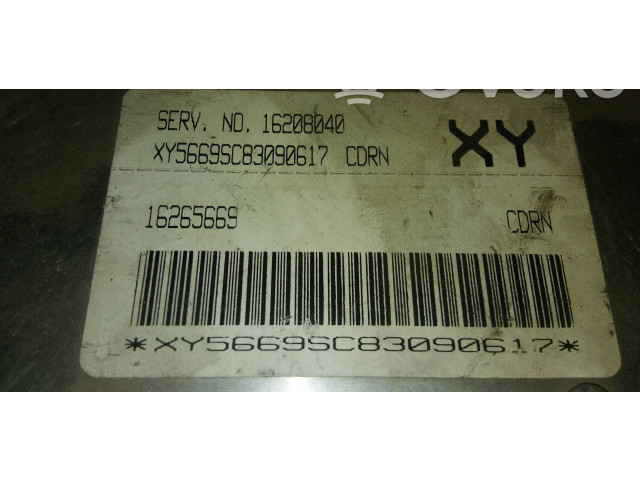 SERV. NO. 16208040
XY
XY5669SC83090617 CDRN
16265669 CDRN
*XY5669SC83090617*